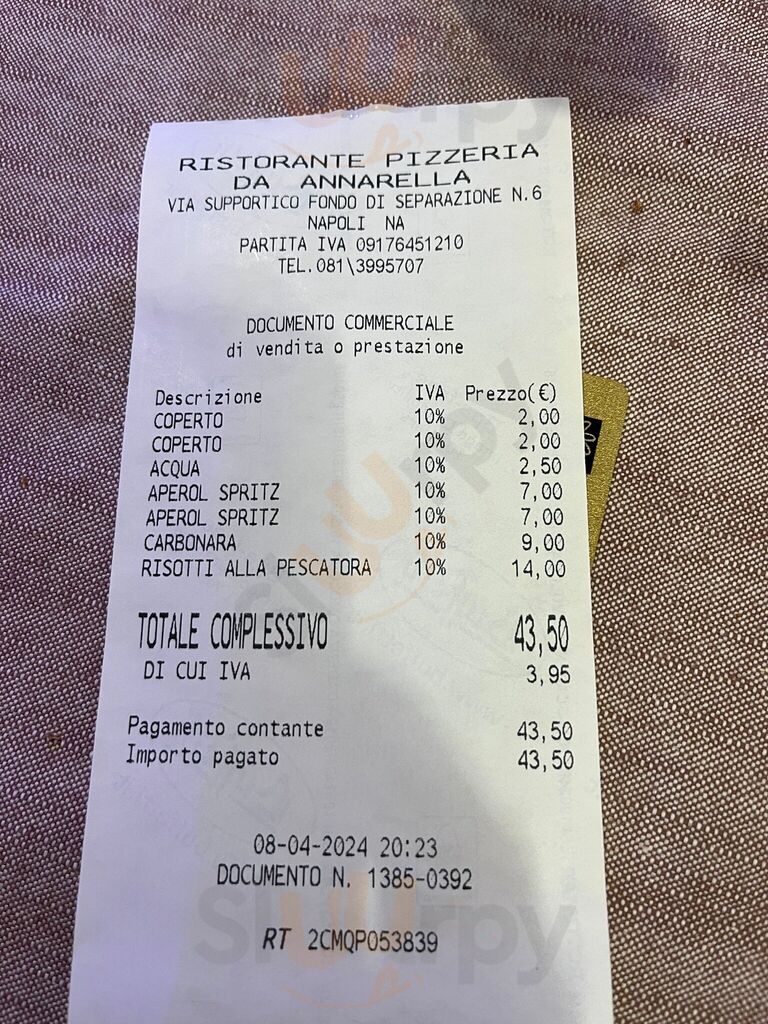 RISTORANTE PIZZERIA
DA ANNARELLA
VIA SUPPORTICO FONDO DI SEPARAZIONE N.6
NAPOLI NA
PARTITA IVA 09176451210
TEL.081\3995707
DOCUMENTO COMMERCIALE
di vendita o prestazione
Descrizione IVA Prezzo(€)
COPERTO 10% 2,00
COPERTO 10% 2,00
ACQUA 10% 2,50
APEROL SPRITZ 10% 7,00
APEROL SPRITZ 10% 7,00
CARBONARA 10% 9,00
RISOTTI ALLA PESCATORA 10% 14,00
TOTALE COMPLESSIVO 43,50
DI CUI IVA 3,95
Pagamento contante 43,50
Importo pagato 43,50
08-04-2024 20:23
DOCUMENTO N. 1385-0392
RT 2CMQP053839
Sluurpy
Sluurpy
Sluurpy